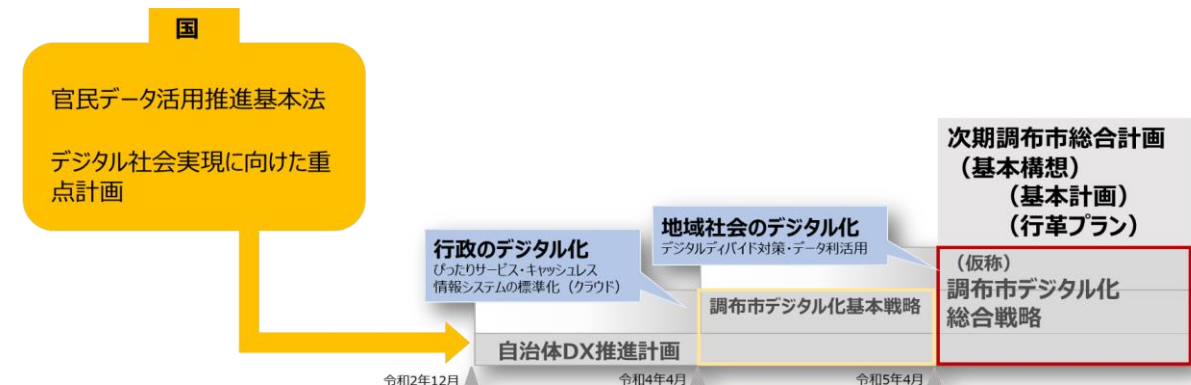 国
官民データ活用推進基本法
デジタル社会実現に向けた重
点計画
次期調布市総合計画
（基本構想）
（基本計画）
（行革プラン）
地域社会のデジタル化
デジタルディバイド対策・データ利活用
行政のデジタル化
ぴったりサービス・キャッシュレス
情報システムの標準化（クラウド）
（仮称）
調布市デジタル化
総合戦略
調布市デジタル化基本戦略
自治体DX推進計画
令和2年12月
令和4年4月
令和5年4月